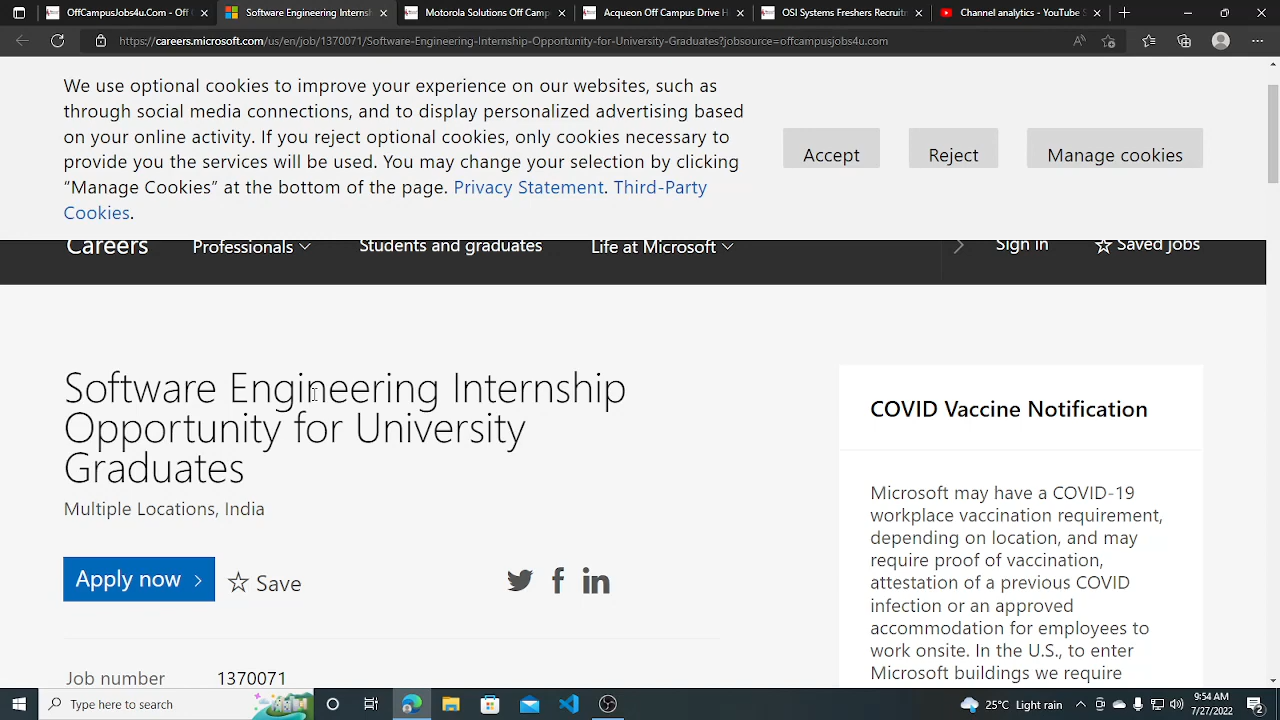 OffCampusJobs4u.Com - Off C
Software Engineering Internsh
Motorola Solutions Off Camp
Acqueon Off Campus Drive H
OSI Systems Freshers Recruitr
Channel analytics - YouTube S
https://careers.microsoft.com/us/en/job/1370071/Software-Engineering-Internship-Opportunity-for-University-Graduates?jobsource=offcampusjobs4u.com
We use optional cookies to improve your experience on our websites, such as
through social media connections, and to display personalized advertising based
on your online activity. If you reject optional cookies, only cookies necessary to
provide you the services will be used. You may change your selection by clicking
“Manage Cookies” at the bottom of the page. Privacy Statement. Third-Party
Cookies.
Accept
Reject
Manage cookies
Careers
Professionals
Students and graduates
Life at Microsoft
Sign in
Saved jobs
Software Engineering Internship
Opportunity for University
Graduates
Multiple Locations, India
Apply now
Save
Job number 1370071
COVID Vaccine Notification
Microsoft may have a COVID-19
workplace vaccination requirement,
depending on location, and may
require proof of vaccination,
attestation of a previous COVID
infection or an approved
accommodation for employees to
work onsite. In the U.S., to enter
Microsoft buildings we require
Type here to search
25°C Light rain
9:54 AM
7/27/2022
2